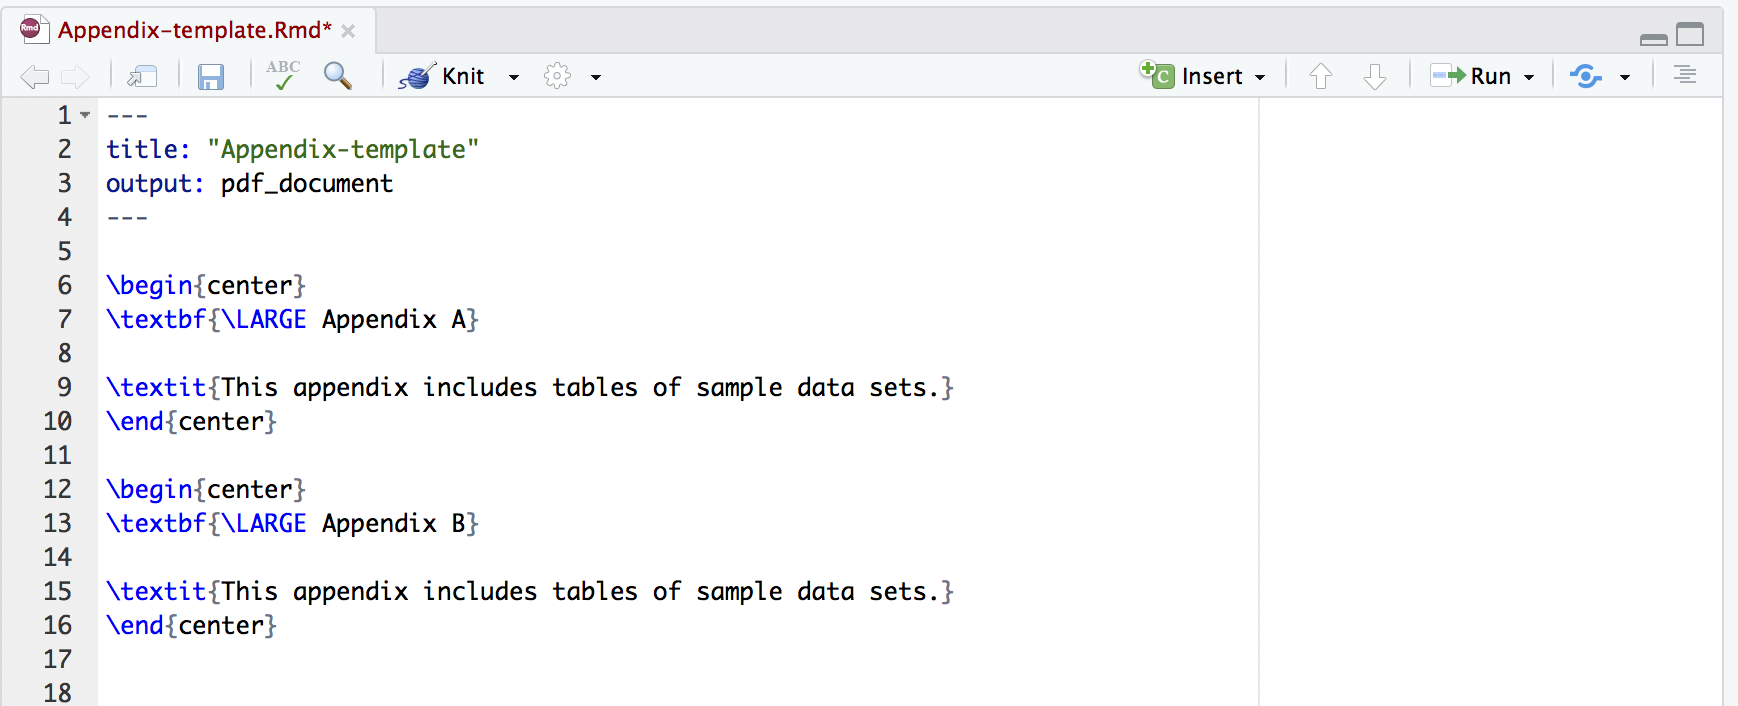 Rmd Appendix-template.Rmd*
ABC Knit Insert Run
1 ---
2 title: "Appendix-template"
3 output: pdf_document
4 ---
5
6 \begin{center}
7 \textbf{\LARGE Appendix A}
8
9 \textit{This appendix includes tables of sample data sets.}
10 \end{center}
11
12 \begin{center}
13 \textbf{\LARGE Appendix B}
14
15 \textit{This appendix includes tables of sample data sets.}
16 \end{center}
17
18